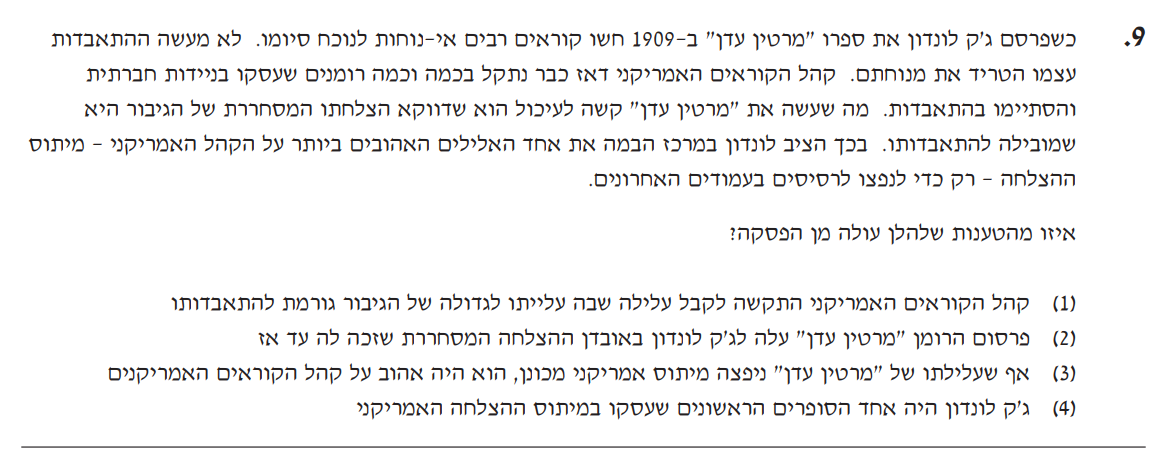 9. כשפרסם ג'ק לונדון את ספרו "מרטין עדן" ב-1909 חשו קוראים רבים אי-נוחות לנוכח סיומו. לא מעשה ההתאבדות
עצמו הטריד את מנוחתם. קהל הקוראים האמריקני דאז כבר נתקל בכמה וכמה רומנים שעסקו בניידות חברתית
והסתיימו בהתאבדות. מה שעשה את "מרטין עדן" קשה לעיכול הוא שדווקא הצלחתו המסחררת של הגיבור היא
שמובילה להתאבדותו. בכך הציב לונדון במרכז הבמה את אחד האלילים האהובים ביותר על הקהל האמריקני – מיתוס
ההצלחה – רק כדי לנפצו לרסיסים בעמודים האחרונים.
איזו מהטענות שלהלן עולה מן הפסקה?
(1) קהל הקוראים האמריקני התקשה לקבל עלילה שבה עלייתו לגדולה של הגיבור גורמת להתאבדותו
(2) פרסום הרומן "מרטין עדן" עלה לג'ק לונדון באובדן ההצלחה המסחררת שזכה לה עד אז
(3) אף שעלילתו של "מרטין עדן" ניפצה מיתוס אמריקני מכונן, הוא היה אהוב על קהל הקוראים האמריקנים
(4) ג'ק לונדון היה אחד הסופרים הראשונים שעסקו במיתוס ההצלחה האמריקני